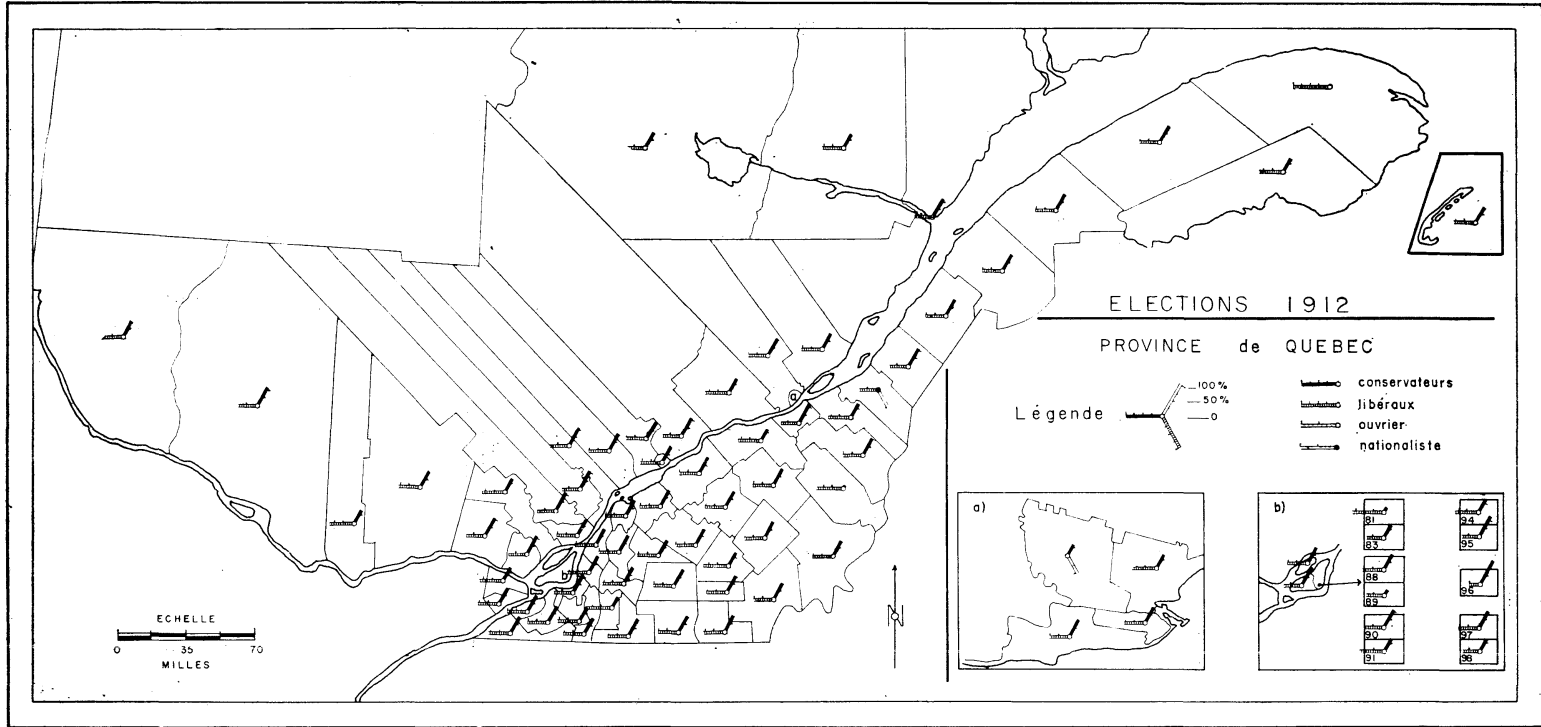 ELECTIONS 1912
PROVINCE de QUEBEC
Légende
100%
50%
0
conservateurs
libéraux
ouvrier
nationaliste
a
b
N
ECHELLE
0 35 70
MILLES
a)
b)
81
83
88
89
90
91
94
95
96
97
98